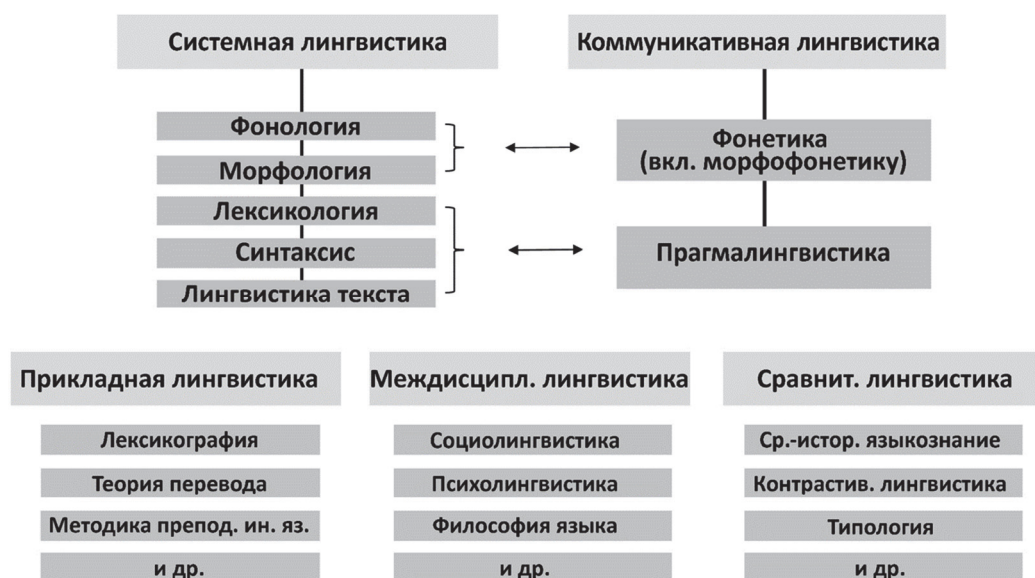 Системная лингвистика
Фонология
Морфология
Лексикология
Синтаксис
Лингвистика текста
Коммуникативная лингвистика
Фонетика
(вкл. морфофонетику)
Прагмалингвистика
Прикладная лингвистика
Лексикография
Теория перевода
Методика препод. ин. яз.
и др.
Междисципл. лингвистика
Социолингвистика
Психолингвистика
Философия языка
и др.
Сравнит. лингвистика
Ср.-истор. языкознание
Контрастив. лингвистика
Типология
и др.